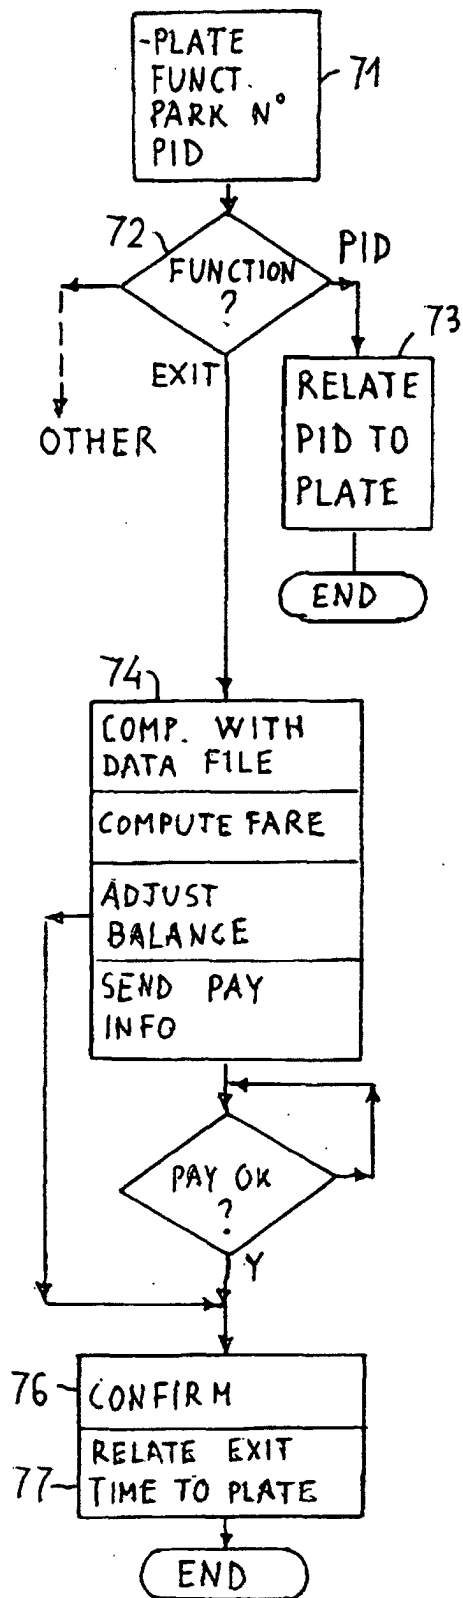 -PLATE
FUNCT.
PARK N°
PID
71
72
FUNCTION
?
PID
EXIT
OTHER
73
RELATE
PID TO
PLATE
END
74
COMP. WITH
DATA FILE
COMPUTE FARE
ADJUST
BALANCE
SEND PAY
INFO
PAY OK
?
Y
76
CONFIRM
77
RELATE EXIT
TIME TO PLATE
END